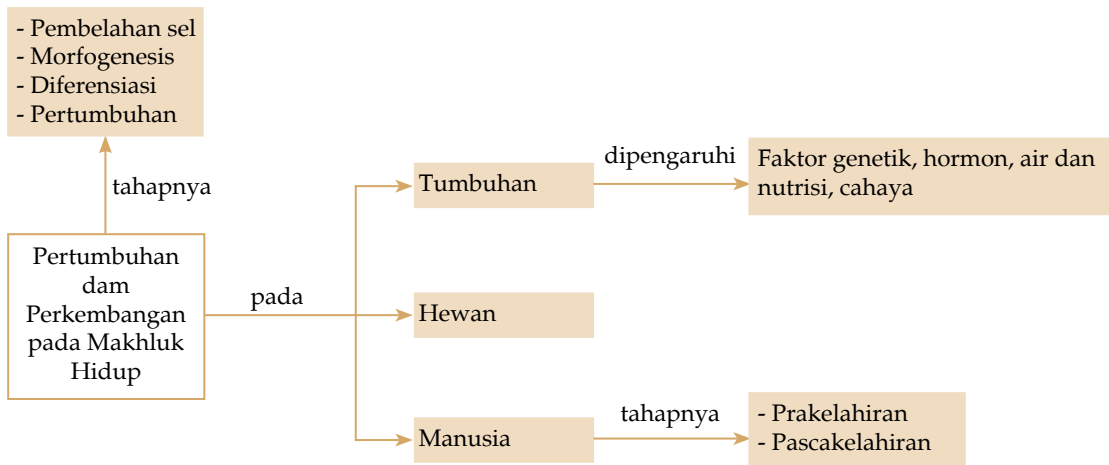 - Pembelahan sel
- Morfogenesis
- Diferensiasi
- Pertumbuhan
tahapnya
Pertumbuhan
dam
Perkembangan
pada Makhluk
Hidup
pada
Tumbuhan
dipengaruhi
Faktor genetik, hormon, air dan
nutrisi, cahaya
Hewan
Manusia
tahapnya
- Prakelahiran
- Pascakelahiran